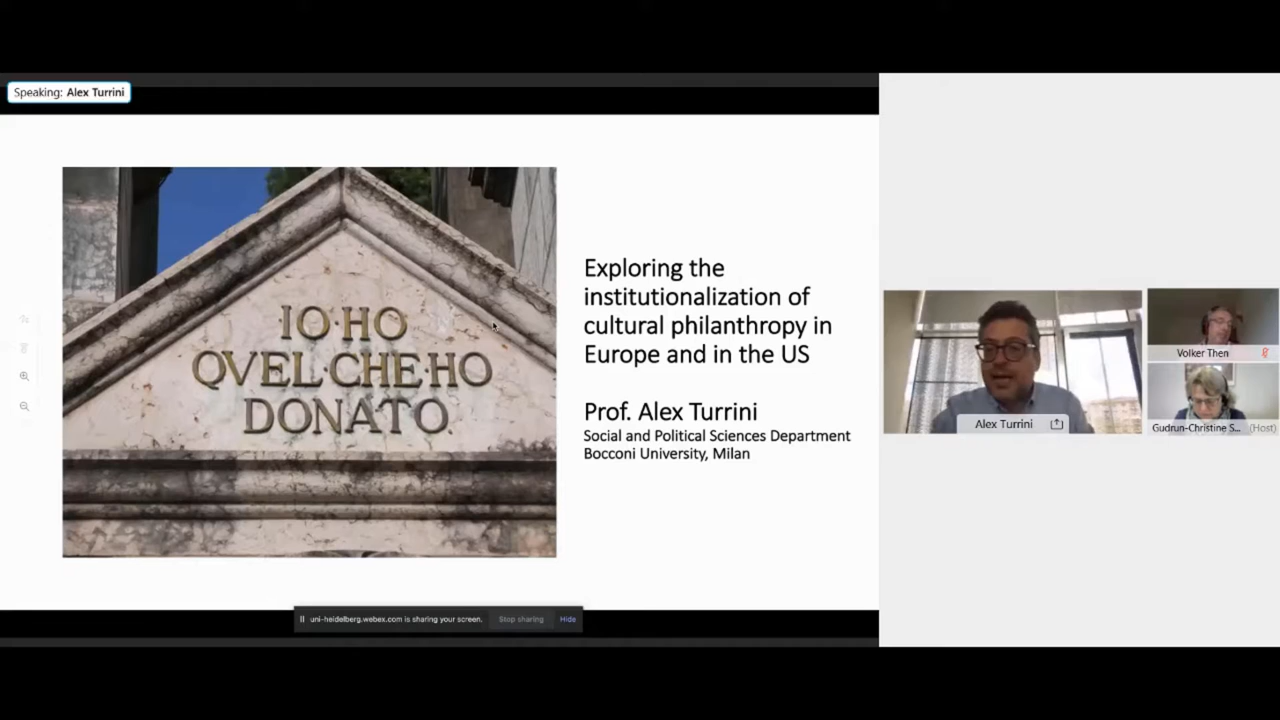 Speaking: Alex Turrini
IO·HO
QVEL·CHE·HO
DONATO
Exploring the
institutionalization of
cultural philanthropy in
Europe and in the US
Prof. Alex Turrini
Social and Political Sciences Department
Bocconi University, Milan
Alex Turrini
Volker Then
Gudrun-Christine S... (Host)
uni-heidelberg.webex.com is sharing your screen. Stop sharing Hide